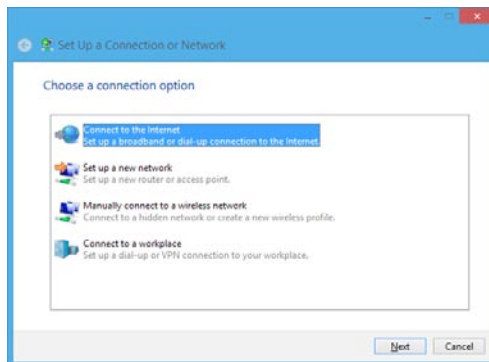 Set Up a Connection or Network
Choose a connection option
Connect to the Internet
Set up a broadband or dial-up connection to the Internet.
Set up a new network
Set up a new router or access point.
Manually connect to a wireless network
Connect to a hidden network or create a new wireless profile.
Connect to a workplace
Set up a dial-up or VPN connection to your workplace.
Next Cancel